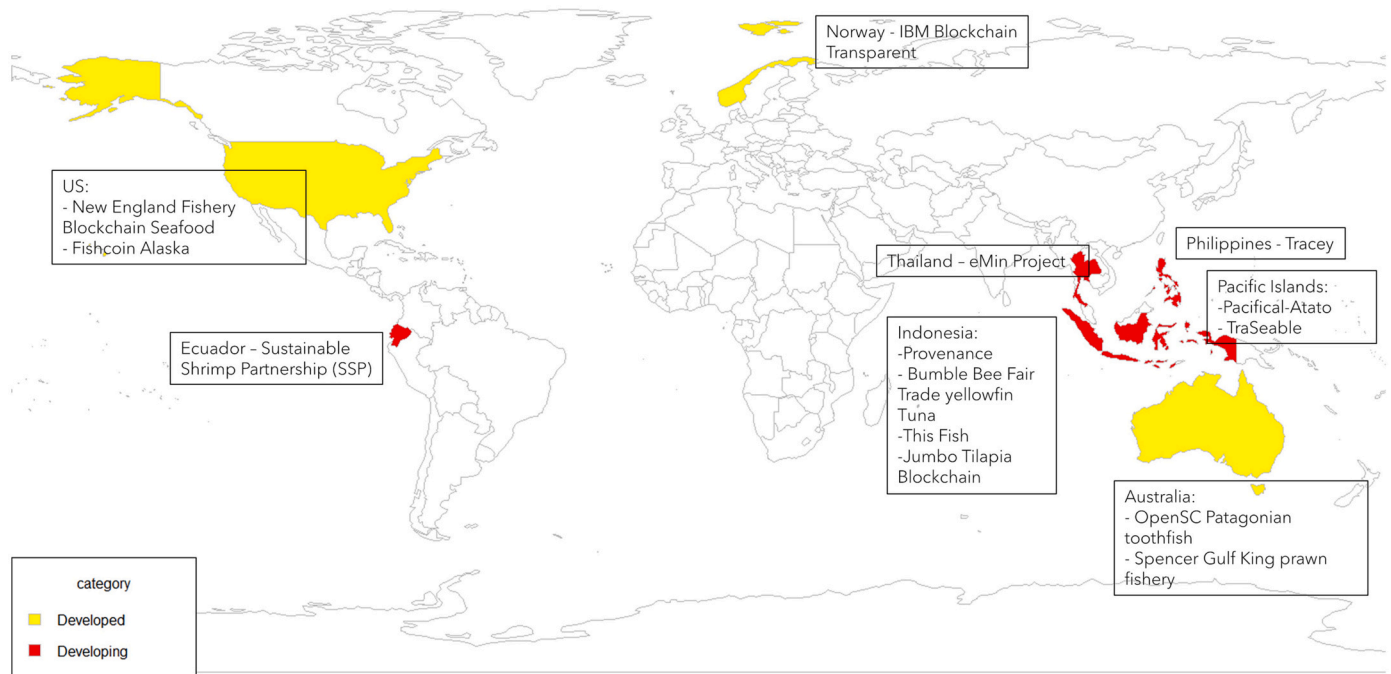 Norway - IBM Blockchain
Transparent
US:
- New England Fishery
Blockchain Seafood
- Fishcoin Alaska
Philippines - Tracey
Thailand – eMin Project
Pacific Islands:
-Pacifical-Atato
- TraSeable
Ecuador – Sustainable
Shrimp Partnership (SSP)
Indonesia:
-Provenance
- Bumble Bee Fair
Trade yellowfin
Tuna
-This Fish
-Jumbo Tilapia
Blockchain
Australia:
- OpenSC Patagonian
toothfish
- Spencer Gulf King prawn
fishery
category
Developed
Developing